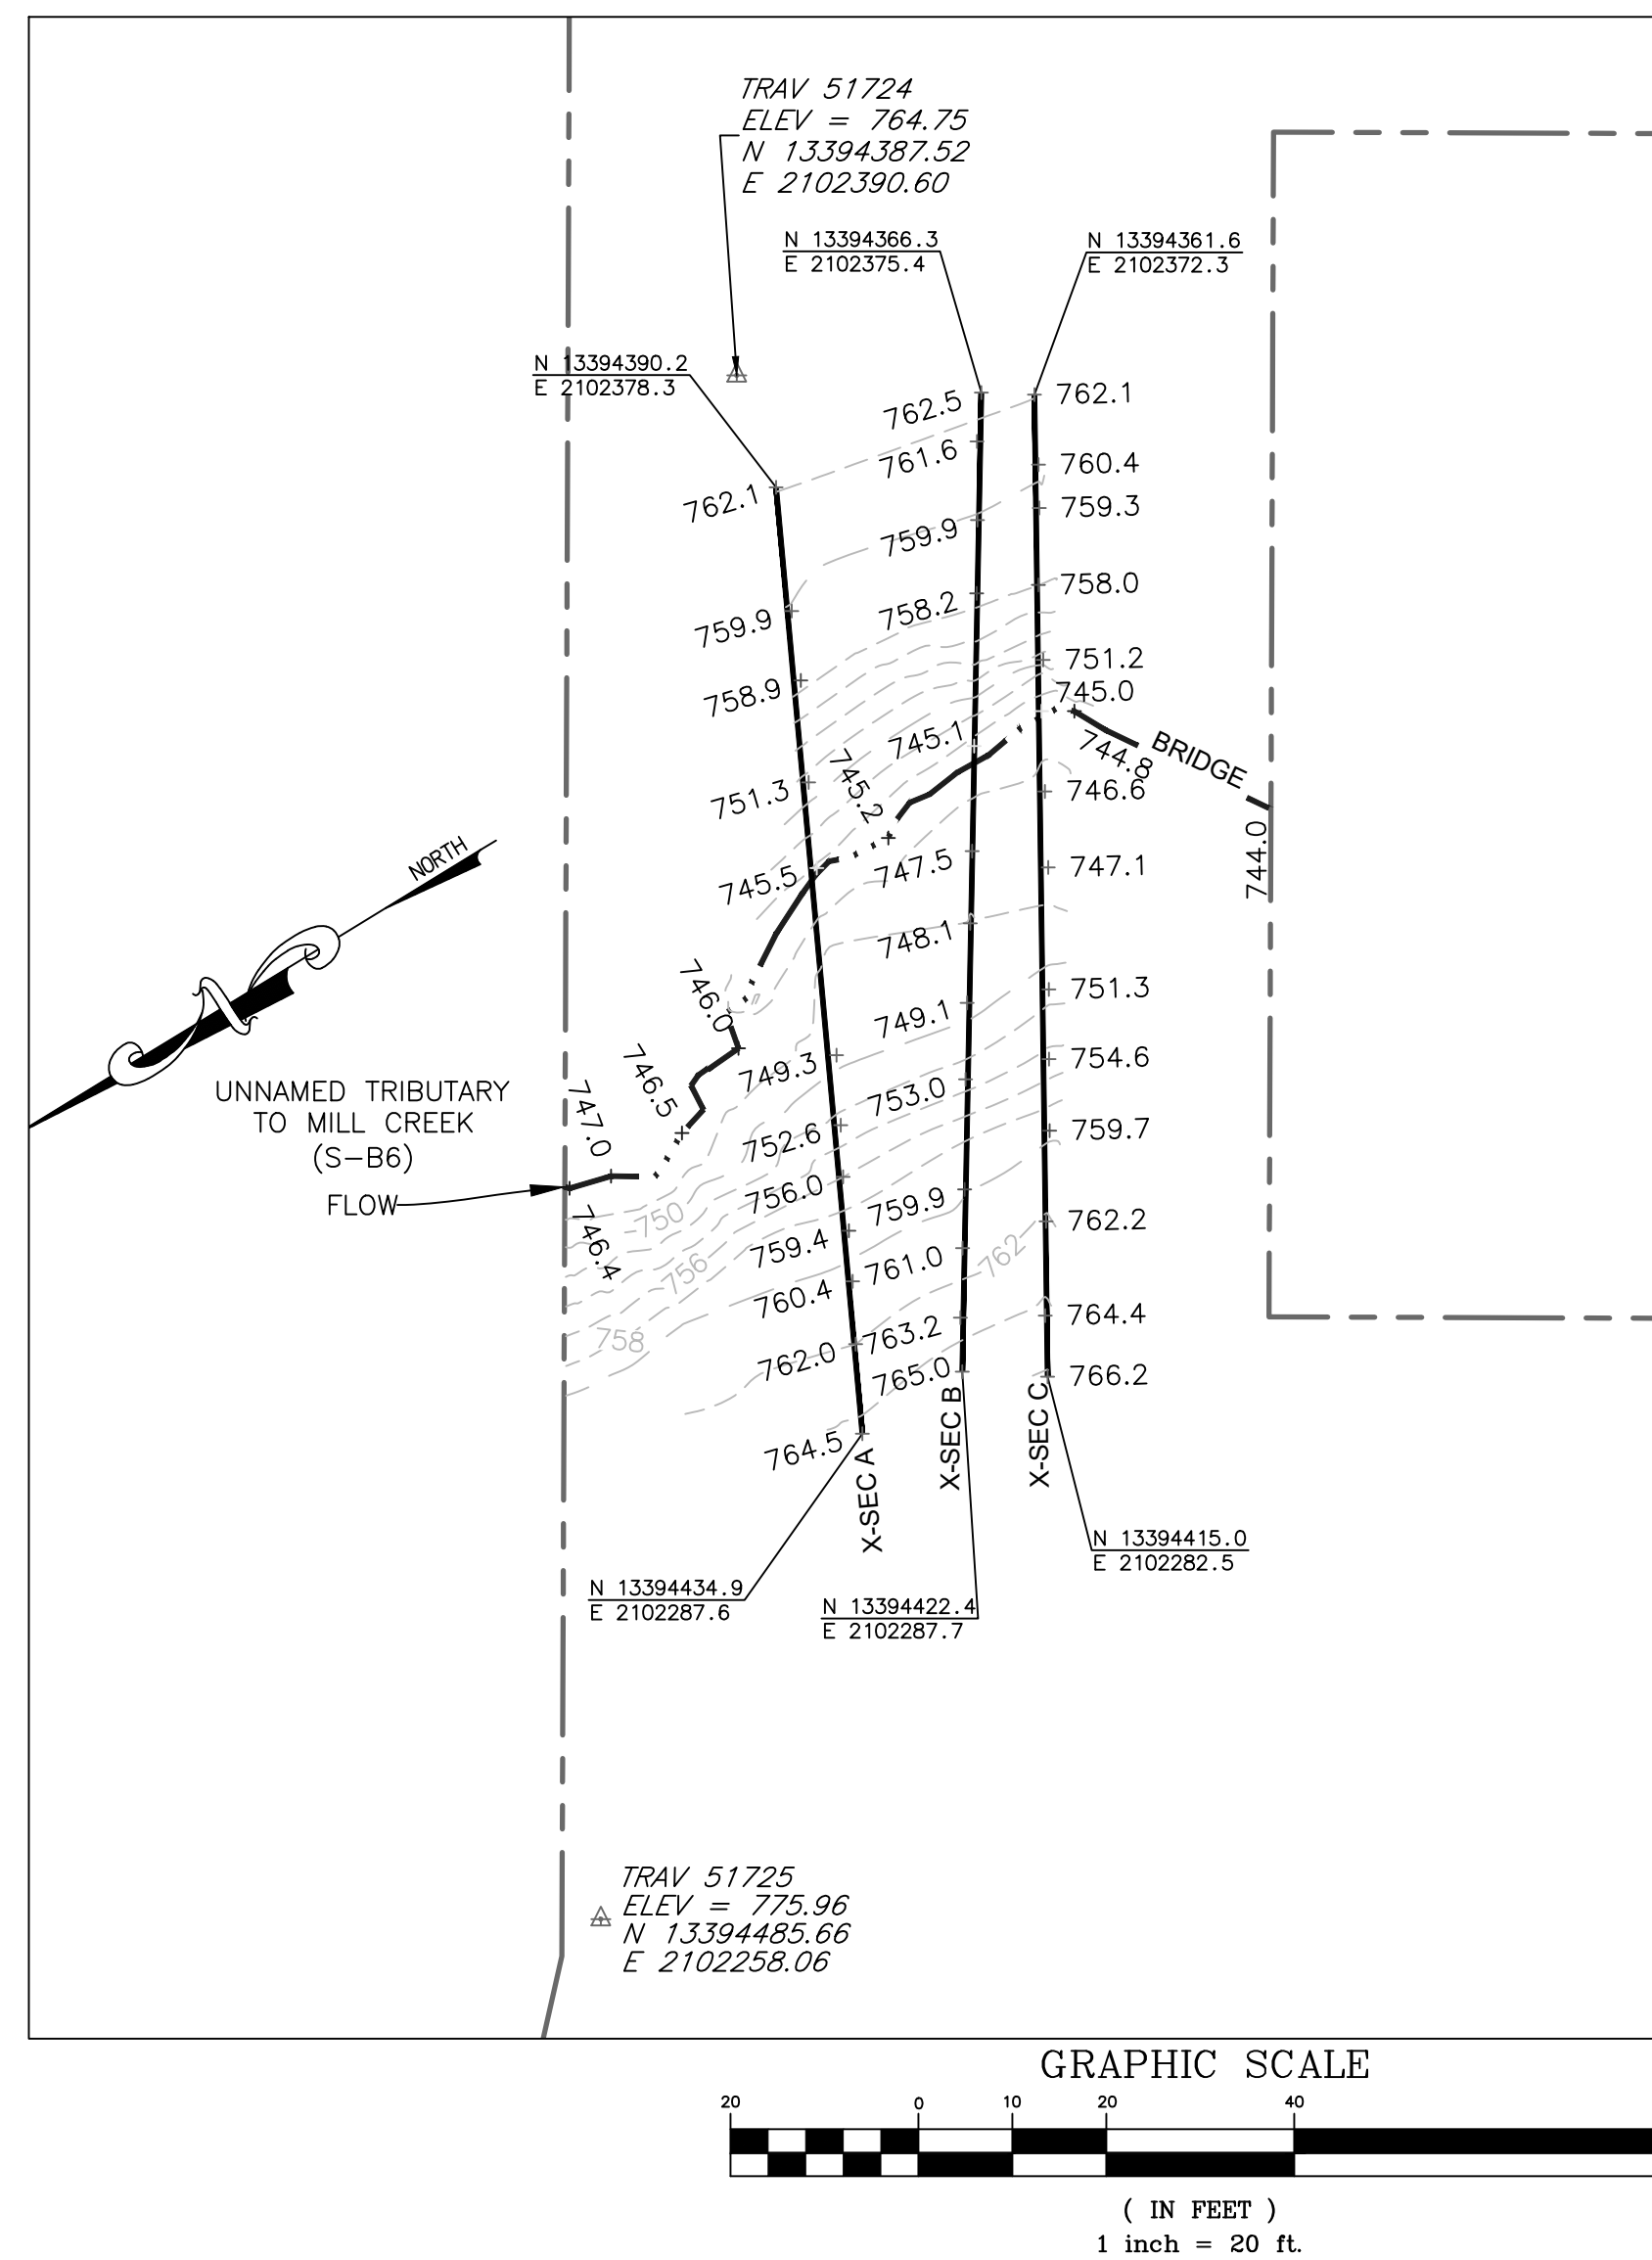 TRAV 51724
ELEV = 764.75
N 13394387.52
E 2102390.60
N 13394366.3
E 2102375.4
N 13394361.6
E 2102372.3
N 13394390.2
E 2102378.3
762.5
762.1
761.6
760.4
762.1
759.3
759.9
758.0
758.2
759.9
751.2
758.9
745.0
745.1
744.8
BRIDGE
745.2
751.3
746.6
744.0
747.5
747.1
745.5
NORTH
N
748.1
746.0
751.3
749.1
746.5
749.3
754.6
747.0
753.0
UNNAMED TRIBUTARY
TO MILL CREEK
(S-B6)
FLOW
752.6
759.7
756.0
759.9
750
746.4
762.2
759.4
761.0
762
756
760.4
763.2
764.4
758
762.0
765.0
766.2
764.5
X-SEC A
X-SEC B
X-SEC C
N 13394415.0
E 2102282.5
N 13394434.9
E 2102287.6
N 13394422.4
E 2102287.7
TRAV 51725
ELEV = 775.96
N 13394485.66
E 2102258.06
GRAPHIC SCALE
20 0 10 20 40
( IN FEET )
1 inch = 20 ft.